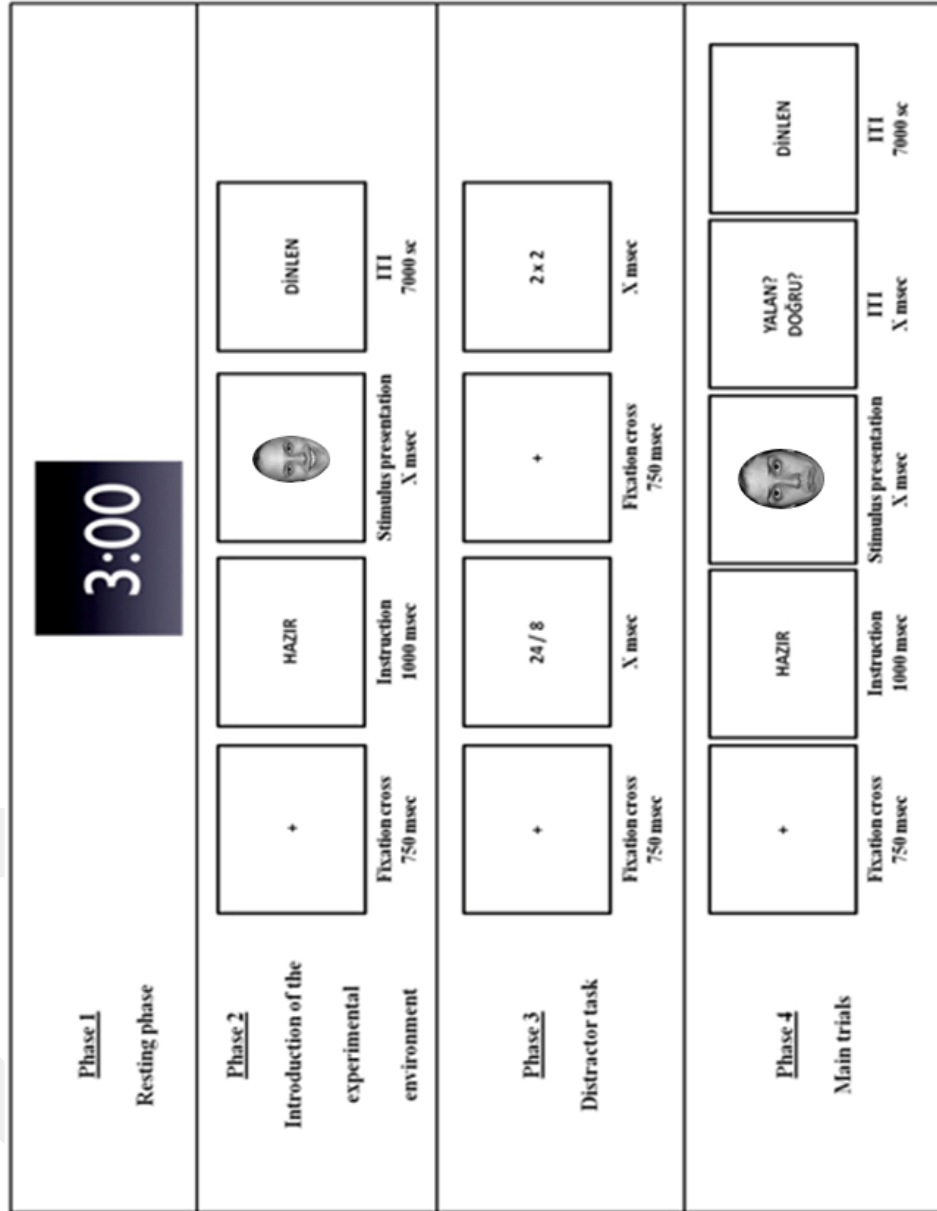 Phase 1
Resting phase
3:00
Phase 2
Introduction of the
experimental
environment
+
Fixation cross
750 msec
HAZIR
Instruction
1000 msec
Stimulus presentation
X msec
DİNLEN
ITI
7000 sc
Phase 3
Distractor task
+
Fixation cross
750 msec
24 / 8
X msec
+
Fixation cross
750 msec
2 x 2
X msec
Phase 4
Main trials
+
Fixation cross
750 msec
HAZIR
Instruction
1000 msec
Stimulus presentation
X msec
YALAN?
DOĞRU?
ITI
X msec
DİNLEN
ITI
7000 sc